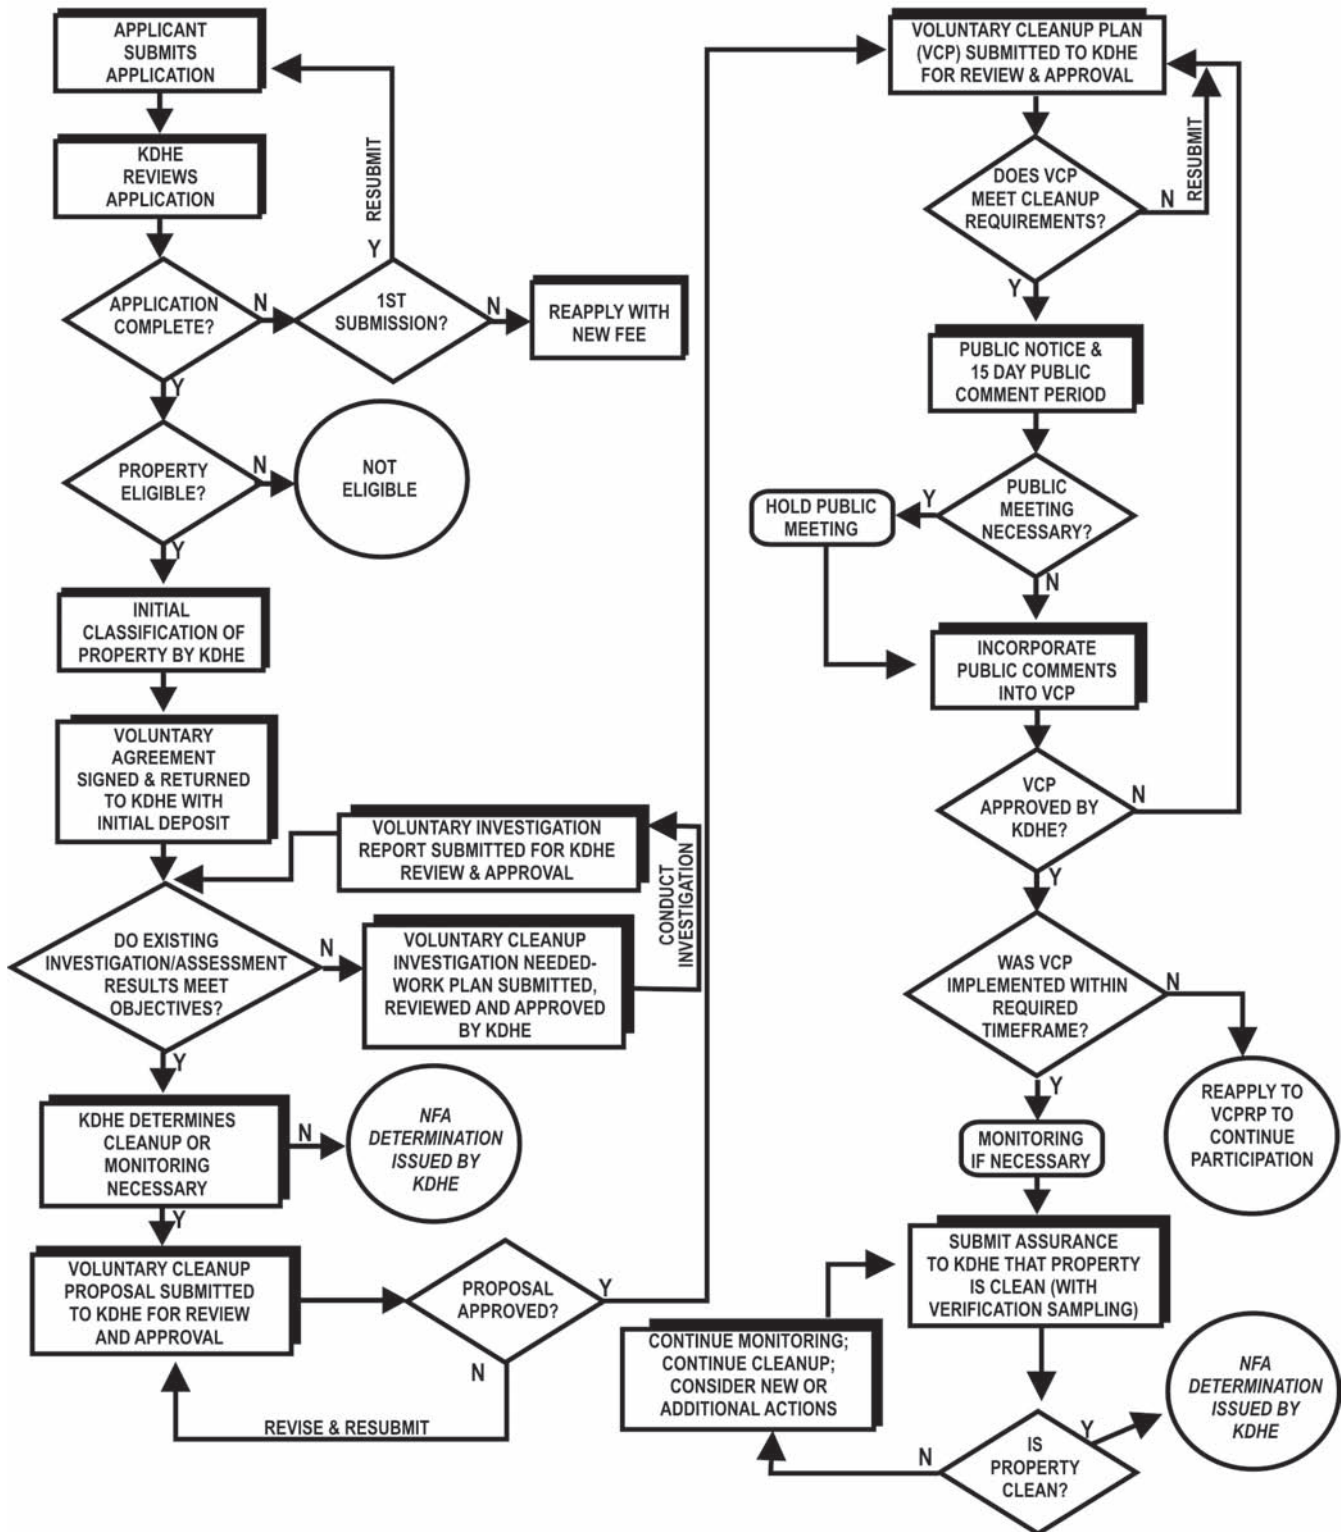 APPLICANT
SUBMITS
APPLICATION
KDHE
REVIEWS
APPLICATION
RESUBMIT
Y
APPLICATION
COMPLETE?
N
1ST
SUBMISSION?
N
REAPPLY WITH
NEW FEE
Y
PROPERTY
ELIGIBLE?
N
NOT
ELIGIBLE
Y
INITIAL
CLASSIFICATION OF
PROPERTY BY KDHE
VOLUNTARY
AGREEMENT
SIGNED & RETURNED
TO KDHE WITH
INITIAL DEPOSIT
VOLUNTARY INVESTIGATION
REPORT SUBMITTED FOR KDHE
REVIEW & APPROVAL
CONDUCT
INVESTIGATION
DO EXISTING
INVESTIGATION/ASSESSMENT
RESULTS MEET
OBJECTIVES?
N
VOLUNTARY CLEANUP
INVESTIGATION NEEDED-
WORK PLAN SUBMITTED,
REVIEWED AND APPROVED
BY KDHE
Y
KDHE DETERMINES
CLEANUP OR
MONITORING
NECESSARY
N
NFA
DETERMINATION
ISSUED BY
KDHE
Y
VOLUNTARY CLEANUP
PROPOSAL SUBMITTED
TO KDHE FOR REVIEW
AND APPROVAL
PROPOSAL
APPROVED?
Y
N
REVISE & RESUBMIT
VOLUNTARY CLEANUP PLAN
(VCP) SUBMITTED TO KDHE
FOR REVIEW & APPROVAL
DOES VCP
MEET CLEANUP
REQUIREMENTS?
N
RESUBMIT
Y
PUBLIC NOTICE &
15 DAY PUBLIC
COMMENT PERIOD
PUBLIC
MEETING
NECESSARY?
Y
HOLD PUBLIC
MEETING
N
INCORPORATE
PUBLIC COMMENTS
INTO VCP
VCP
APPROVED BY
KDHE?
N
Y
WAS VCP
IMPLEMENTED WITHIN
REQUIRED
TIMEFRAME?
N
REAPPLY TO
VCPRP TO
CONTINUE
PARTICIPATION
Y
MONITORING
IF NECESSARY
SUBMIT ASSURANCE
TO KDHE THAT PROPERTY
IS CLEAN (WITH
VERIFICATION SAMPLING)
CONTINUE MONITORING;
CONTINUE CLEANUP;
CONSIDER NEW OR
ADDITIONAL ACTIONS
NFA
DETERMINATION
ISSUED BY
KDHE
Y
N
IS
PROPERTY
CLEAN?